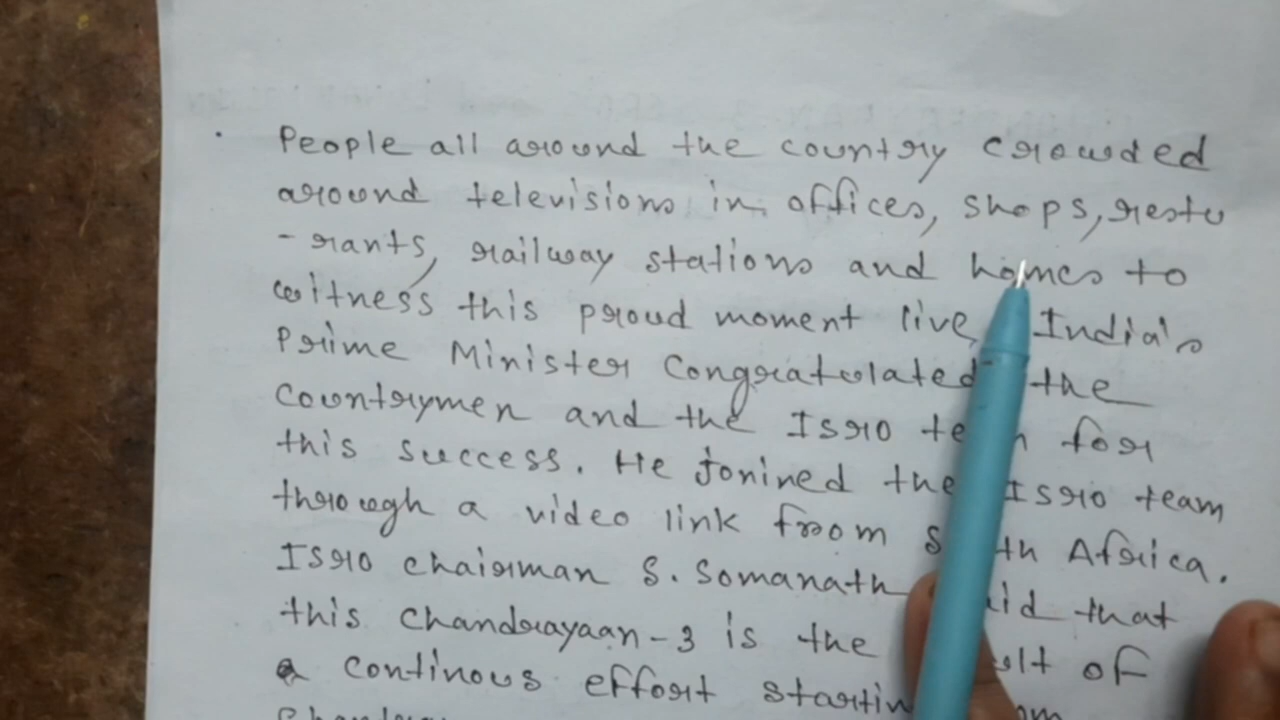 People all around the country crowded
around televisions in offices, shops, restu
-rants, railway stations and homes to
witness this proud moment live India's
Prime Minister Congratulated the
Countrymen and the Isro for
this success. He Jonined the Isro team
through a video link from Africa.
Isro chairman S. Somanath that
this Chandrayaan-3 is the of
a continous effort